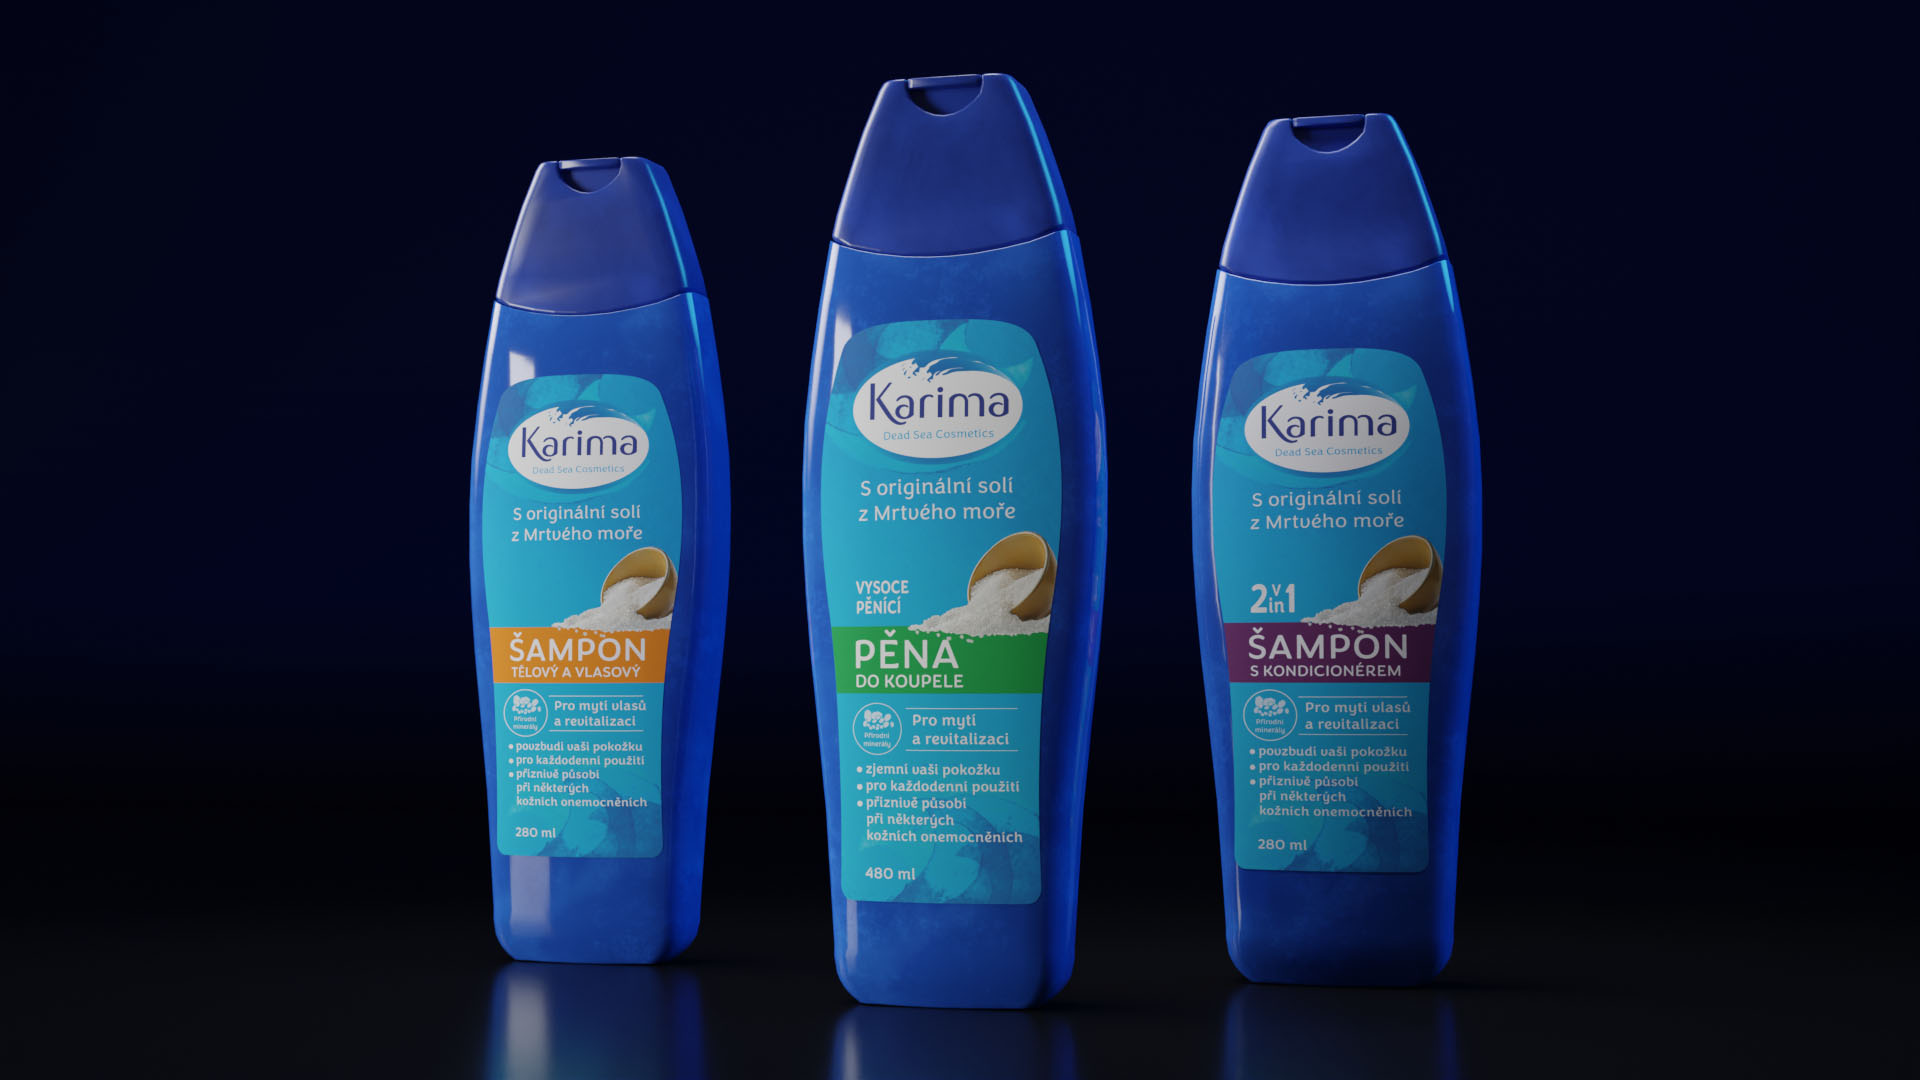 Karima
Dead Sea Cosmetics
S originální solí
z Mrtvého moře
ŠAMPON
TĚLOVÝ A VLASOVÝ
Přírodní
minerály
Pro mytí vlasů
a revitalizaci
• povzbudí vaši pokožku
• pro každodenní použití
• příznivě působí
při některých
kožních onemocněních
280 ml
Karima
Dead Sea Cosmetics
S originální solí
z Mrtvého moře
VYSOCE
PĚNÍCÍ
PĚNA
DO KOUPELE
Přírodní
minerály
Pro mytí
a revitalizaci
• zjemní vaši pokožku
• pro každodenní použití
• příznivě působí
při některých
kožních onemocněních
480 ml
Karima
Dead Sea Cosmetics
S originální solí
z Mrtvého moře
2 v in 1
ŠAMPON
S KONDICIONÉREM
Přírodní
minerály
Pro mytí vlasů
a revitalizaci
• povzbudí vaši pokožku
• pro každodenní použití
• příznivě působí
při některých
kožních onemocněních
280 ml